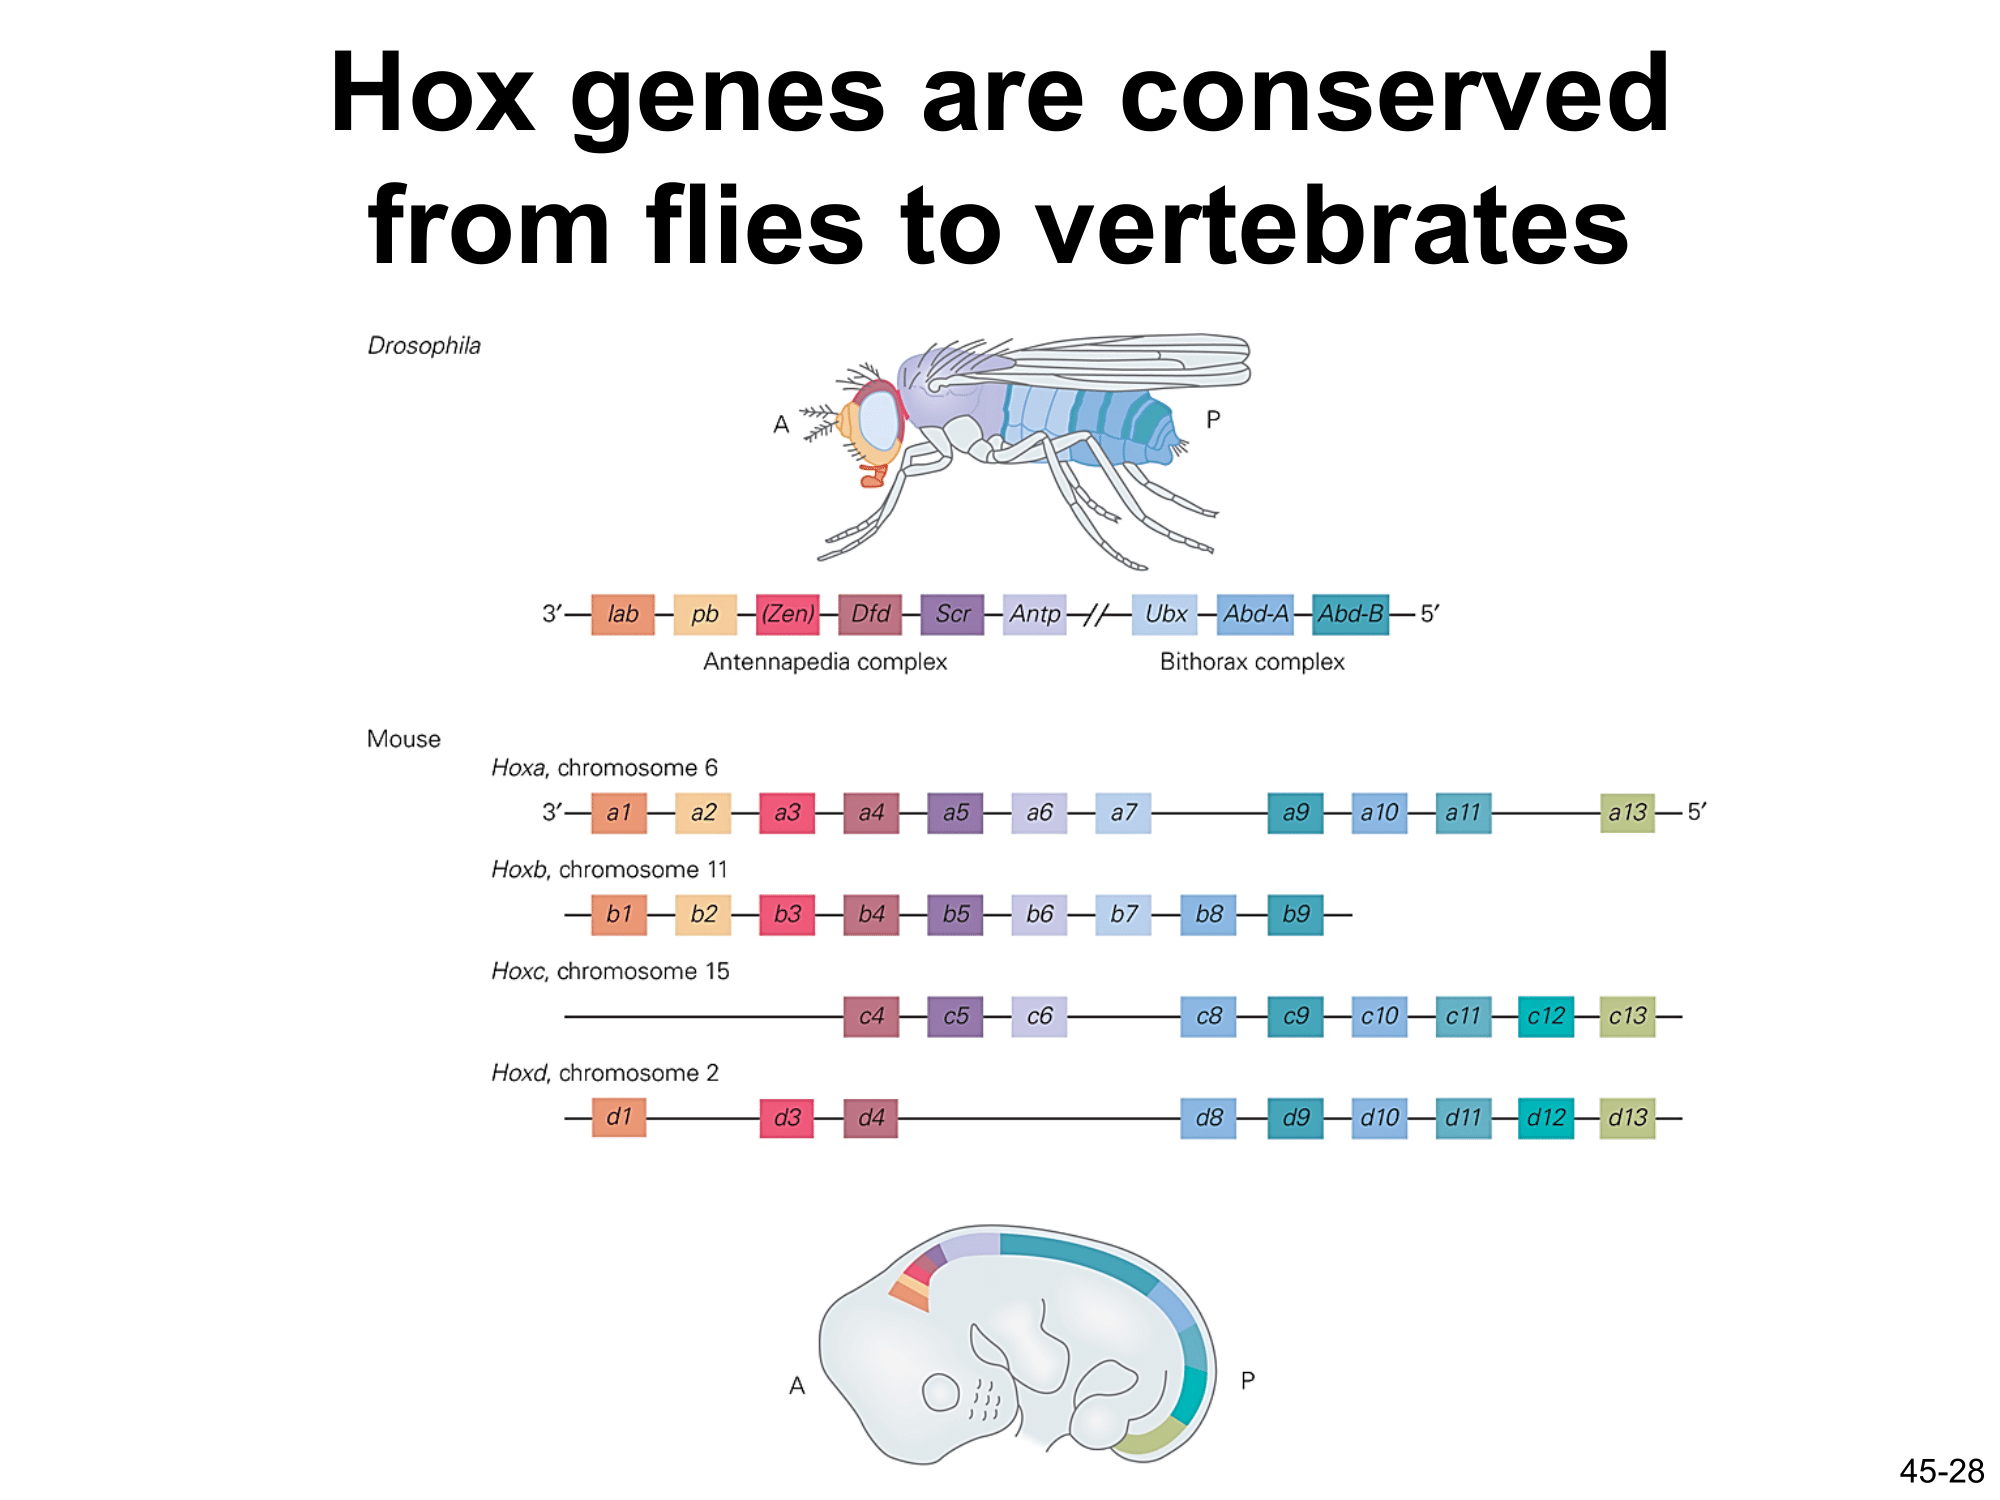 Hox genes are conserved
from flies to vertebrates
Drosophila
A
P
3′ lab pb (Zen) Dfd Scr Antp Ubx Abd-A Abd-B 5′
Antennapedia complex Bithorax complex
Mouse
Hoxa, chromosome 6
3′ a1 a2 a3 a4 a5 a6 a7 a9 a10 a11 a13 5′
Hoxb, chromosome 11
b1 b2 b3 b4 b5 b6 b7 b8 b9
Hoxc, chromosome 15
c4 c5 c6 c8 c9 c10 c11 c12 c13
Hoxd, chromosome 2
d1 d3 d4 d8 d9 d10 d11 d12 d13
A
P
45-28